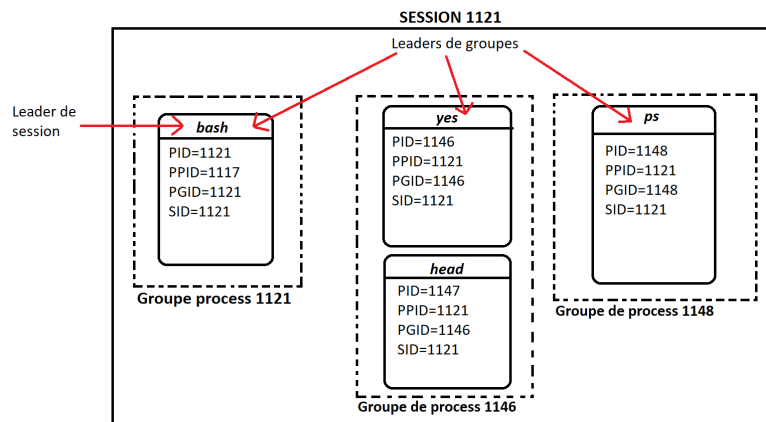 SESSION 1121
Leaders de groupes
Leader de
session
bash
PID=1121
PPID=1117
PGID=1121
SID=1121
Groupe process 1121
yes
PID=1146
PPID=1121
PGID=1146
SID=1121
head
PID=1147
PPID=1121
PGID=1146
SID=1121
Groupe de process 1146
ps
PID=1148
PPID=1121
PGID=1148
SID=1121
Groupe de process 1148